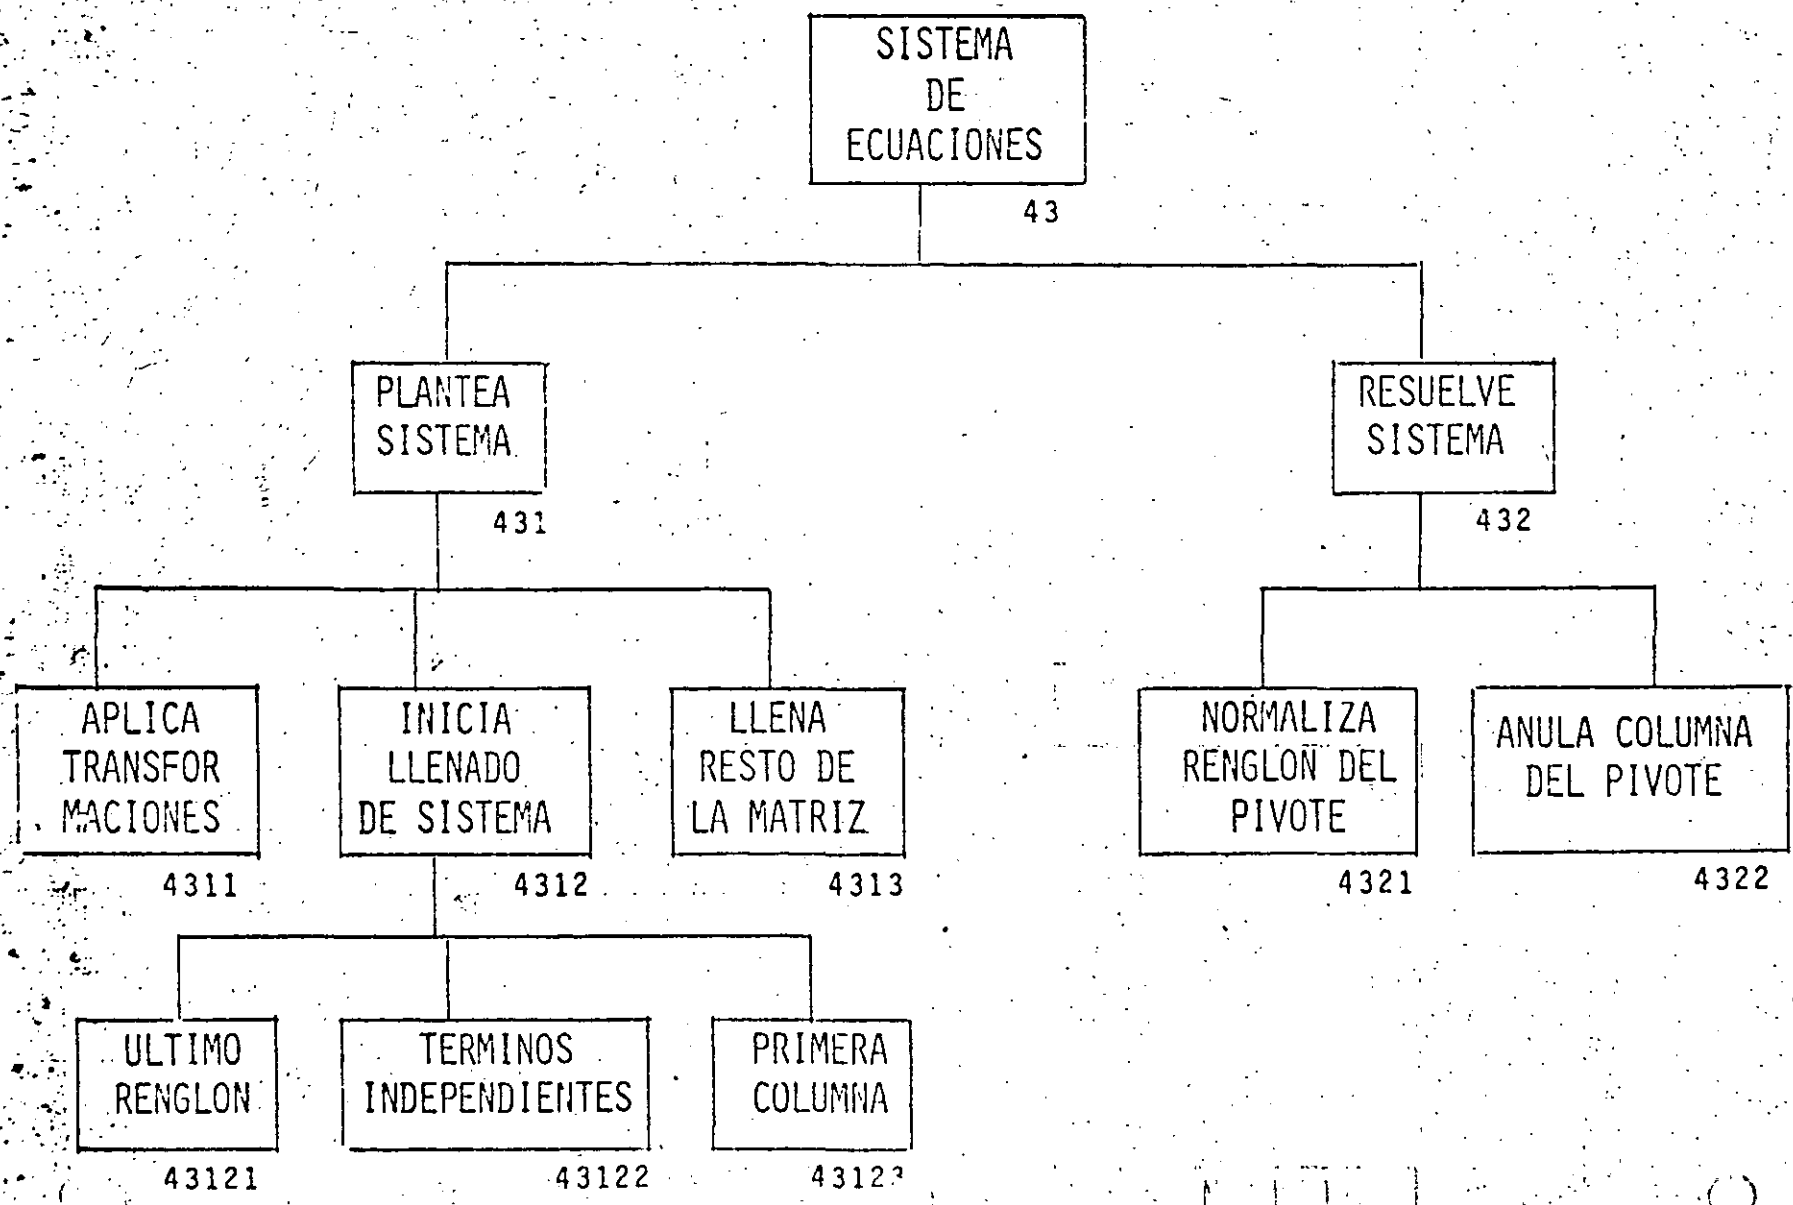 SISTEMA
DE
ECUACIONES
43
PLANTEA
SISTEMA
431
RESUELVE
SISTEMA
432
APLICA
TRANSFOR
MACIONES
4311
INICIA
LLENADO
DE SISTEMA
4312
LLENA
RESTO DE
LA MATRIZ
4313
NORMALIZA
RENGLON DEL
PIVOTE
4321
ANULA COLUMNA
DEL PIVOTE
4322
ULTIMO
RENGLON
43121
TERMINOS
INDEPENDIENTES
43122
PRIMERA
COLUMNA
43123